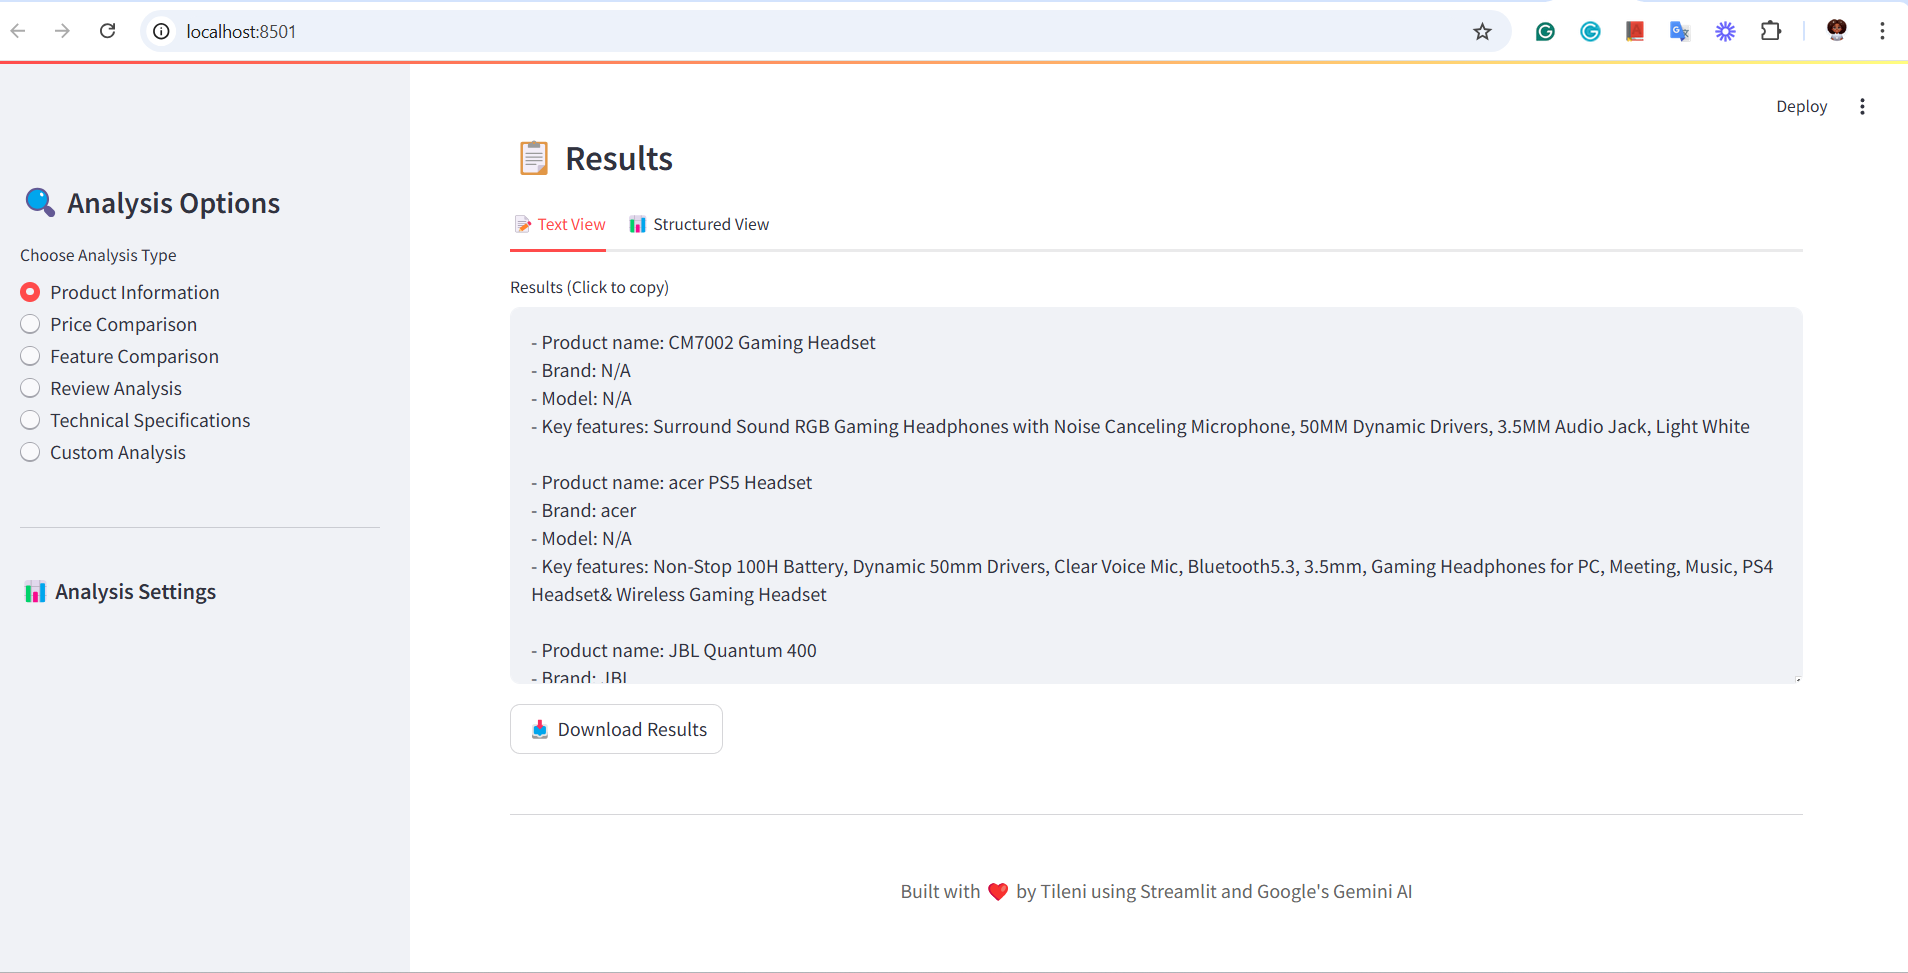 localhost:8501
Deploy
Analysis Options
Choose Analysis Type
Product Information
Price Comparison
Feature Comparison
Review Analysis
Technical Specifications
Custom Analysis
Analysis Settings
Results
Text View
Structured View
Results (Click to copy)
- Product name: CM7002 Gaming Headset
- Brand: N/A
- Model: N/A
- Key features: Surround Sound RGB Gaming Headphones with Noise Canceling Microphone, 50MM Dynamic Drivers, 3.5MM Audio Jack, Light White
- Product name: acer PS5 Headset
- Brand: acer
- Model: N/A
- Key features: Non-Stop 100H Battery, Dynamic 50mm Drivers, Clear Voice Mic, Bluetooth5.3, 3.5mm, Gaming Headphones for PC, Meeting, Music, PS4
Headset& Wireless Gaming Headset
- Product name: JBL Quantum 400
- Brand: JBL
Download Results
Built with ❤️ by Tileni using Streamlit and Google's Gemini AI